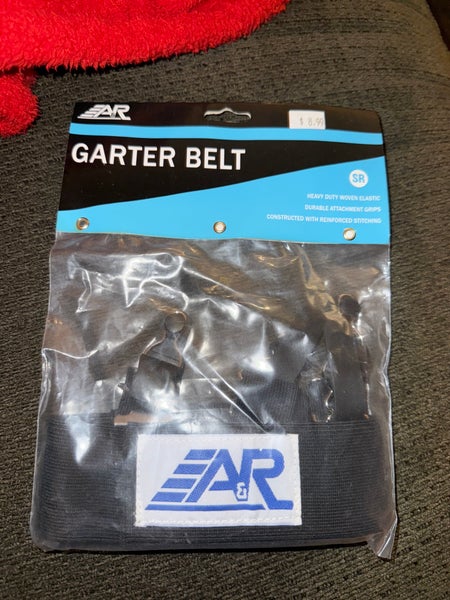 A&R
$ 8.99
GARTER BELT
SR
HEAVY DUTY WOVEN ELASTIC
DURABLE ATTACHMENT GRIPS
CONSTRUCTED WITH REINFORCED STITCHING
A&R